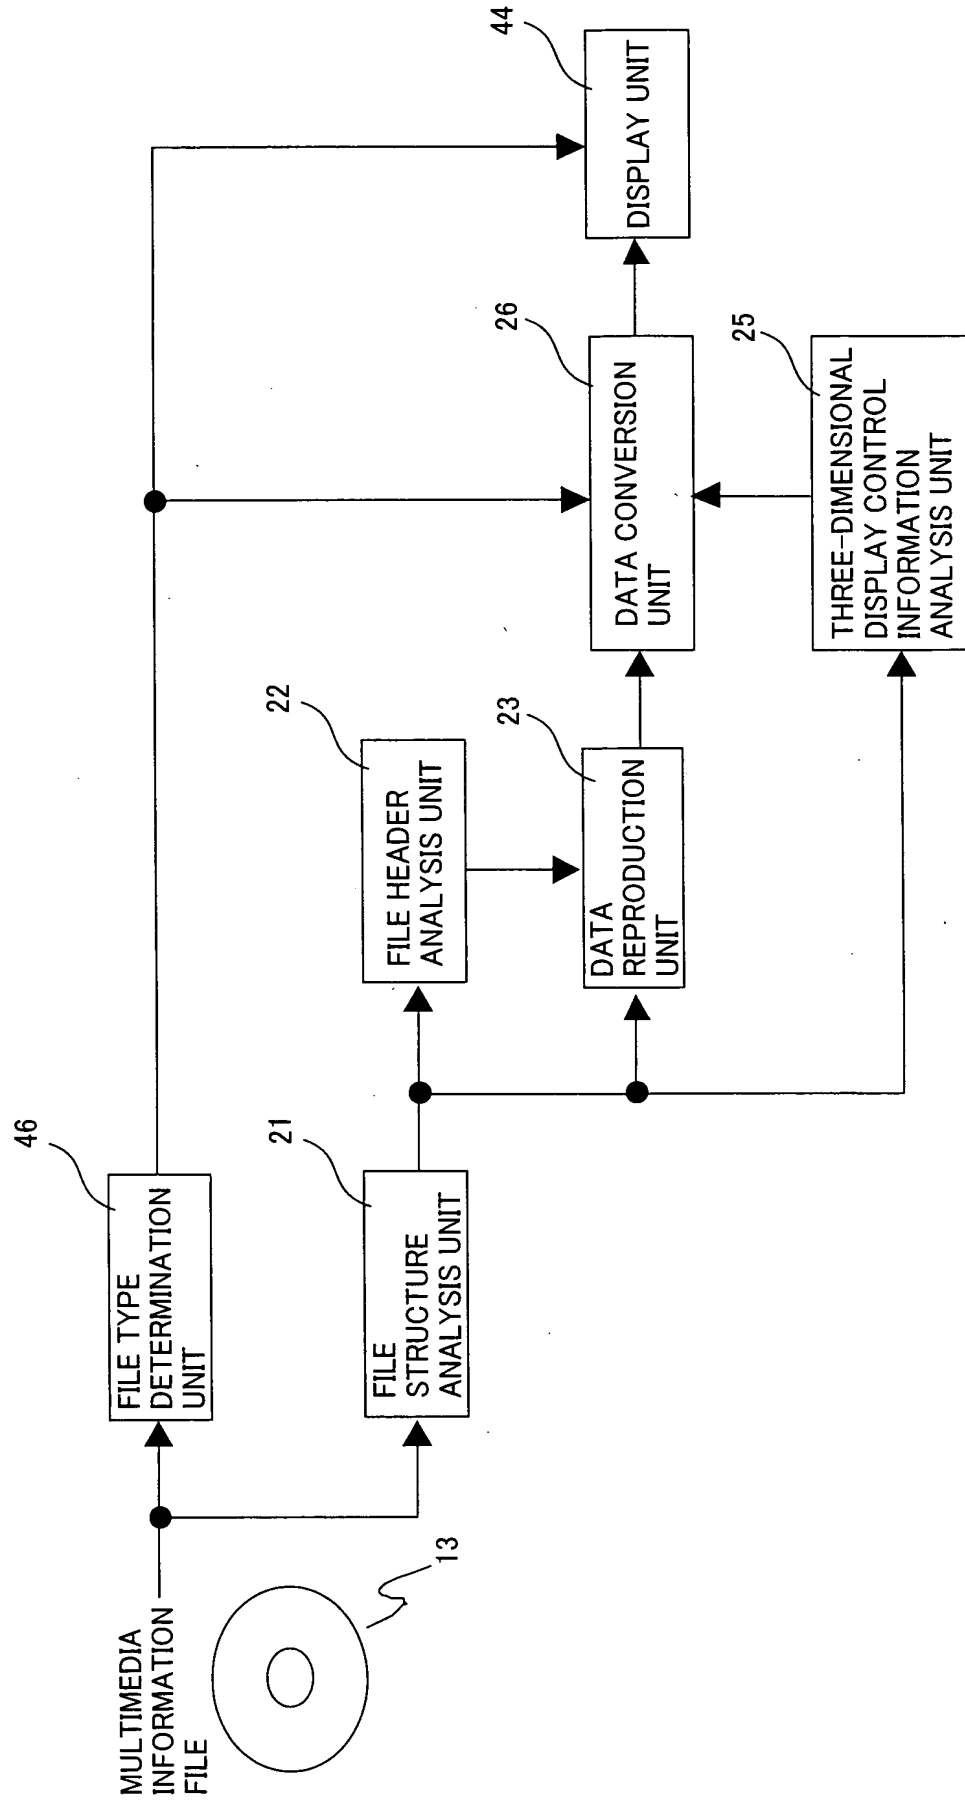 MULTIMEDIA
INFORMATION
FILE
13
46
FILE TYPE
DETERMINATION
UNIT
21
FILE
STRUCTURE
ANALYSIS UNIT
22
FILE HEADER
ANALYSIS UNIT
23
DATA
REPRODUCTION
UNIT
26
DATA CONVERSION
UNIT
25
THREE-DIMENSIONAL
DISPLAY CONTROL
INFORMATION
ANALYSIS UNIT
44
DISPLAY UNIT